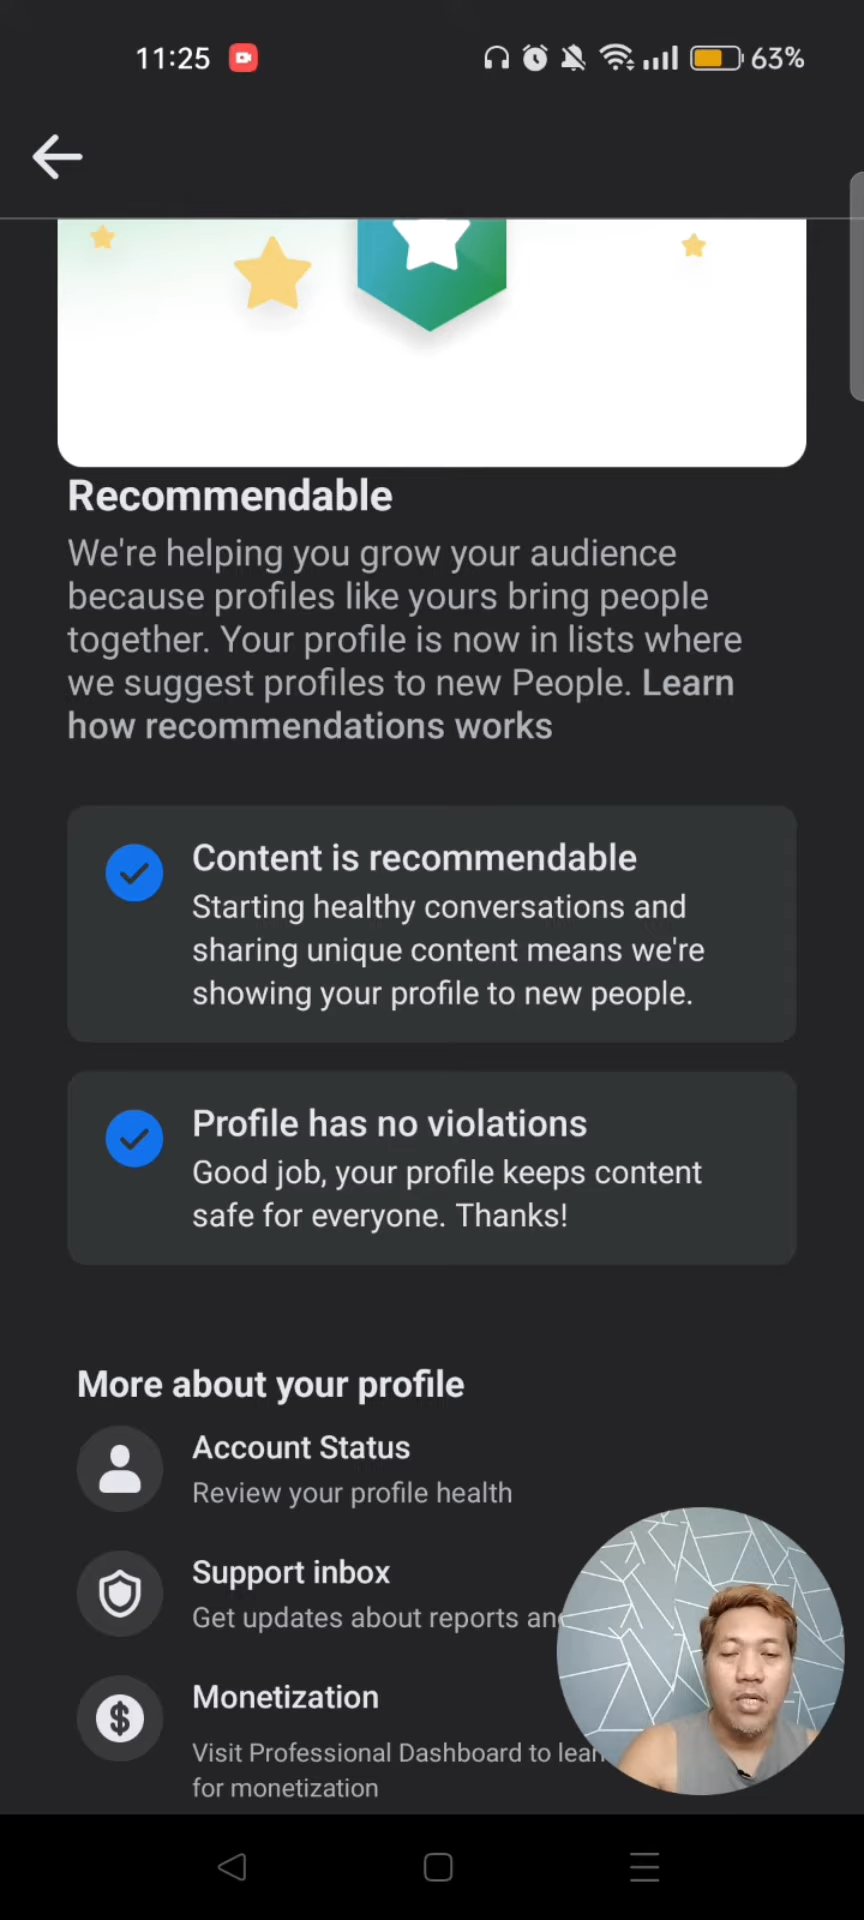 11:25
63%
Recommendable
We're helping you grow your audience
because profiles like yours bring people
together. Your profile is now in lists where
we suggest profiles to new People. Learn
how recommendations works
Content is recommendable
Starting healthy conversations and
sharing unique content means we're
showing your profile to new people.
Profile has no violations
Good job, your profile keeps content
safe for everyone. Thanks!
More about your profile
Account Status
Review your profile health
Support inbox
Get updates about reports
Monetization
$
Visit Professional Dashboard to
for monetization